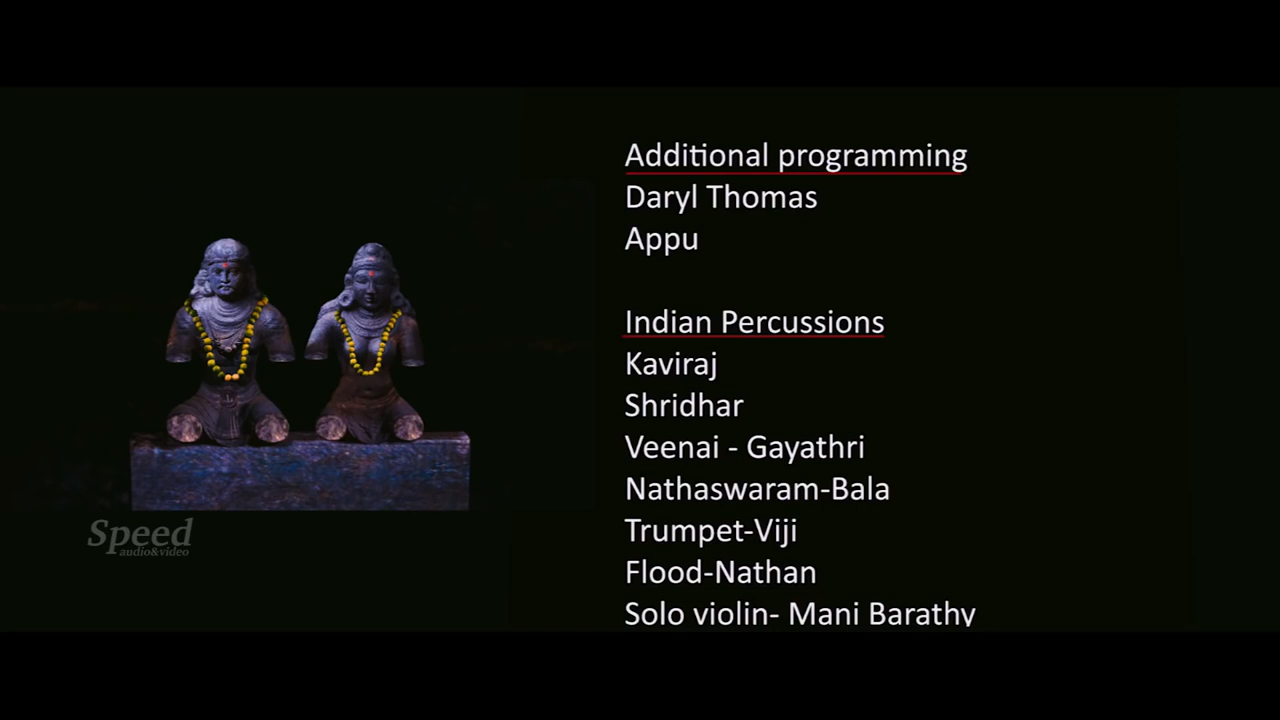 Additional programming
Daryl Thomas
Appu
Indian Percussions
Kaviraj
Shridhar
Veenai - Gayathri
Nathaswaram-Bala
Trumpet-Viji
Flood-Nathan
Solo violin- Mani Barathy
Speed
audio&video